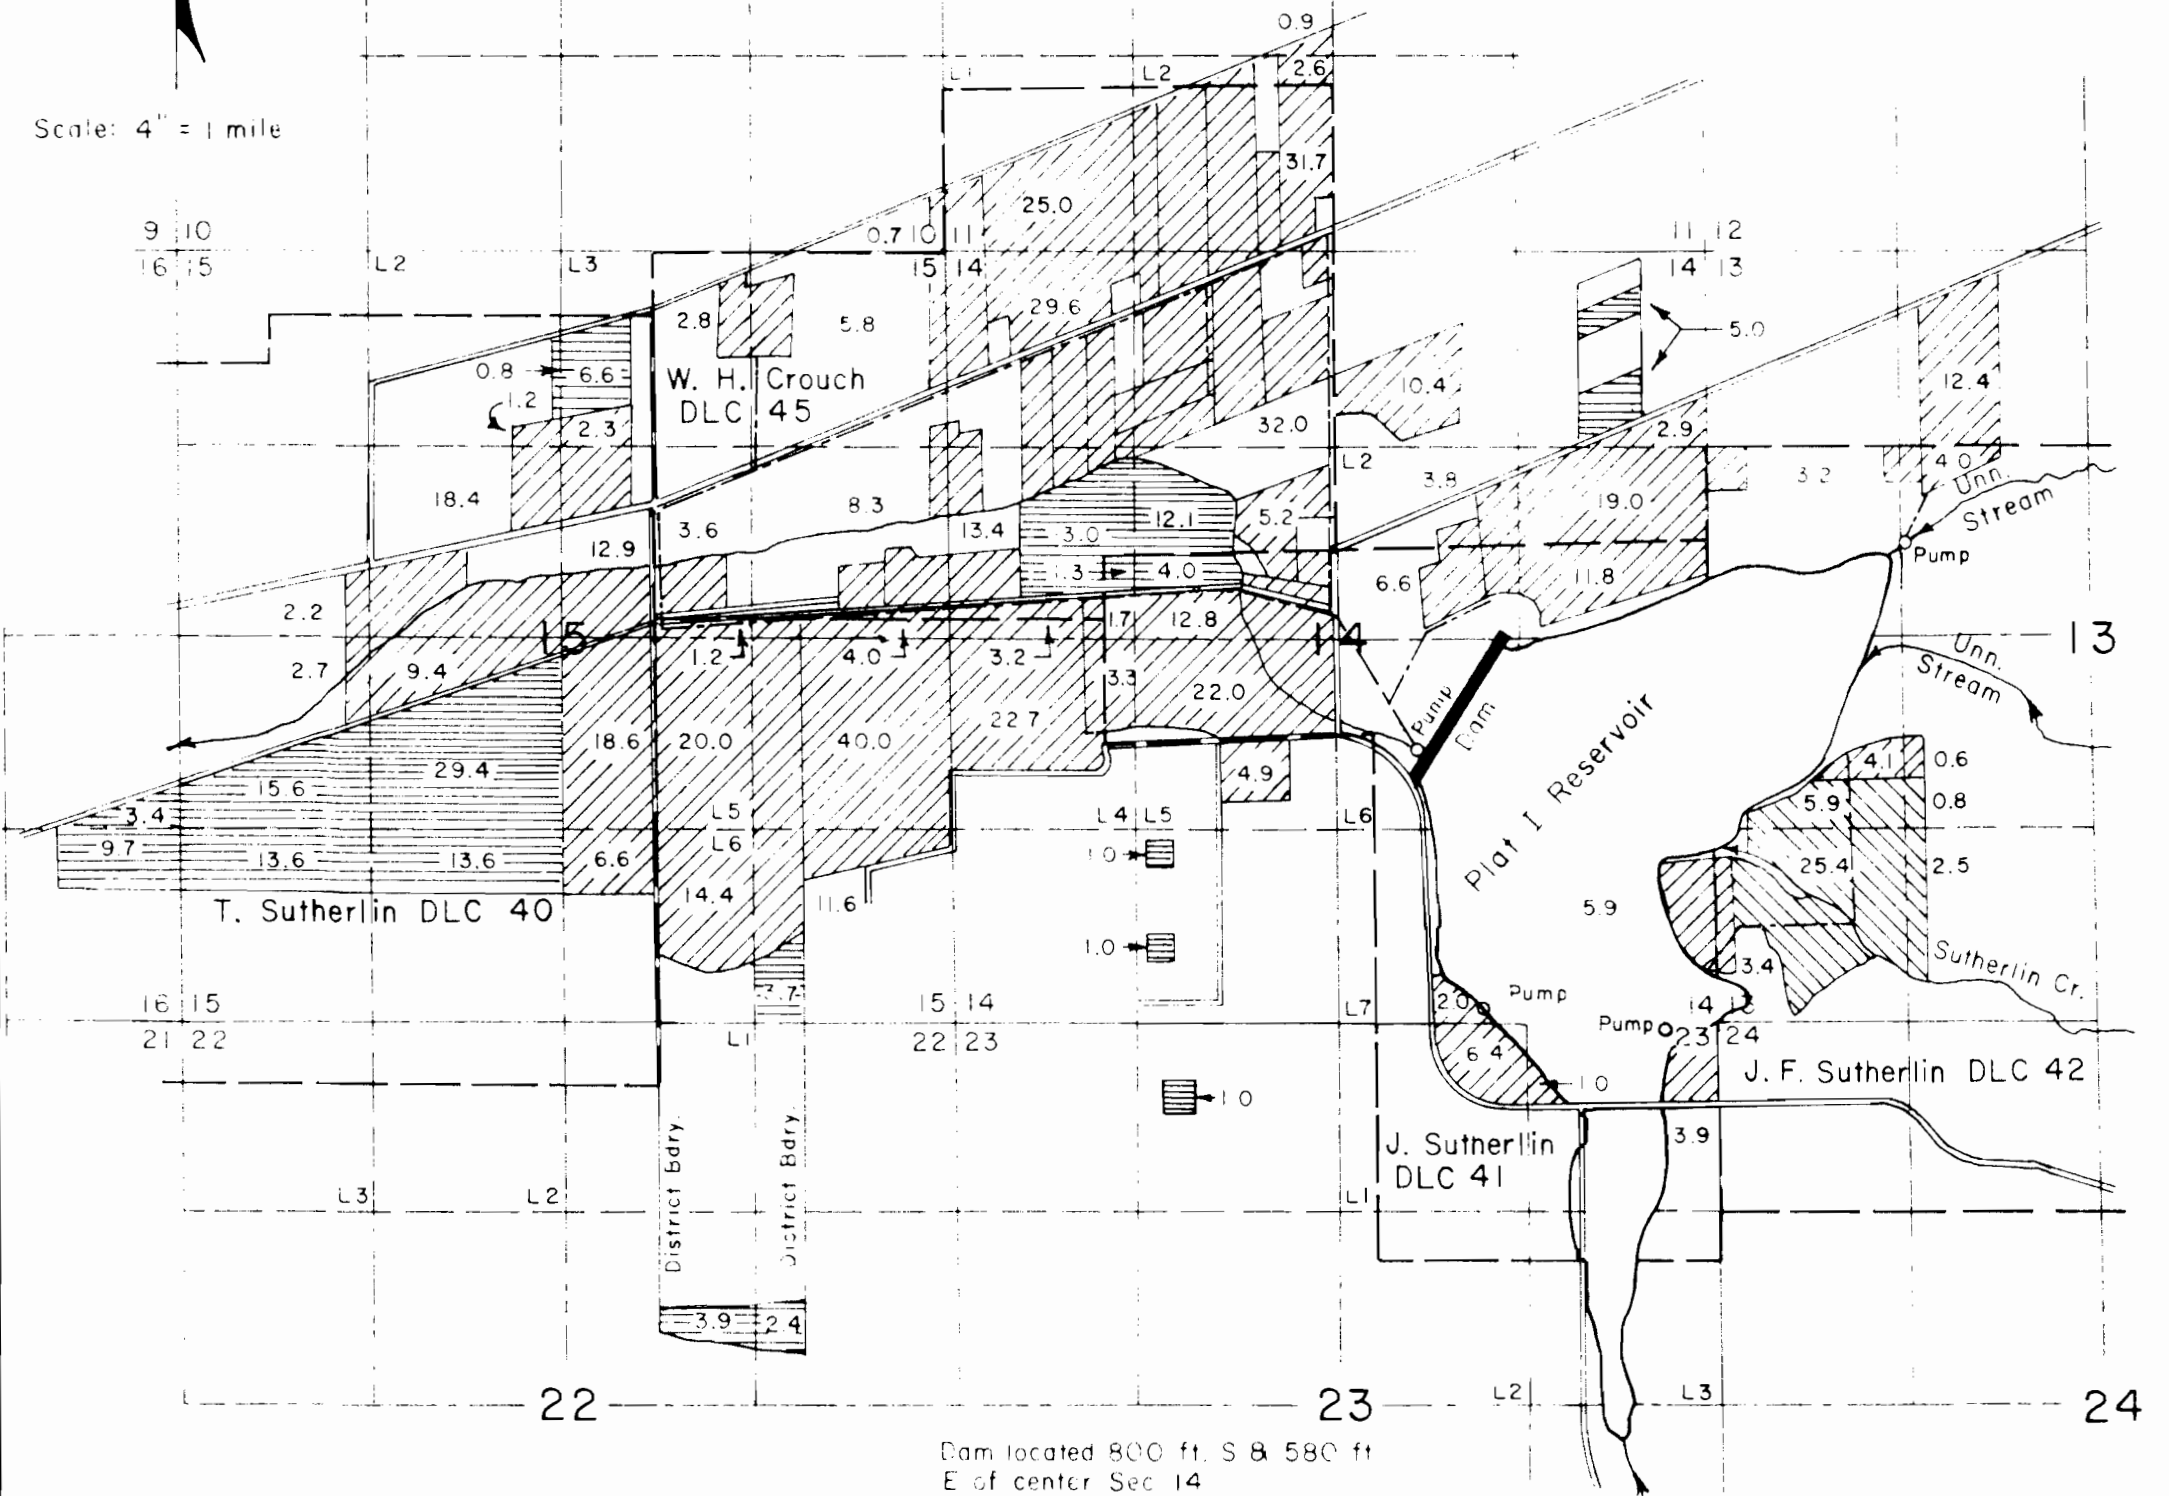 0.9
L1
L2
2.6
Scale: 4" = 1 mile
31.7
25.0
9 10
0.7 10 11
11 12
16 15
L2
L3
15 14
14 13
2.8
5.8
29.6
5.0
0.8
6.6
W. H. Crouch
DLC 45
10.4
12.4
1.2
2.3
32.0
2.9
L2
4.0
18.4
8.3
3.8
3.2
Unn.
Stream
19.0
3.6
13.4
3.0
12.1
5.2
12.9
Pump
1.3
4.0
6.6
11.8
2.2
1.7
12.8
15
14
13
1.2
4.0
3.2
2.7
9.4
3.3
22.0
Unn.
Stream
18.6
20.0
40.0
22.7
Pump
Dam
Plat I Reservoir
29.4
15.6
4.9
4.1
0.6
3.4
L5
L4 L5
L6
5.9
0.8
9.7
13.6
13.6
6.6
L6
1.0
25.4
2.5
14.4
11.6
5.9
T. Sutherlin DLC 40
1.0
3.4
Sutherlin Cr.
3.7
16 15
15 14
L7
2.0
Pump
14 13
21 22
L1
22 23
Pump
23 24
6.4
1.0
1.0
J. F. Sutherlin DLC 42
3.9
J. Sutherlin
DLC 41
District Bdry.
District Bdry.
L3
L2
L1
3.9
2.4
22
23
L2
L3
24
Dam located 800 ft. S & 580 ft
E of center Sec 14